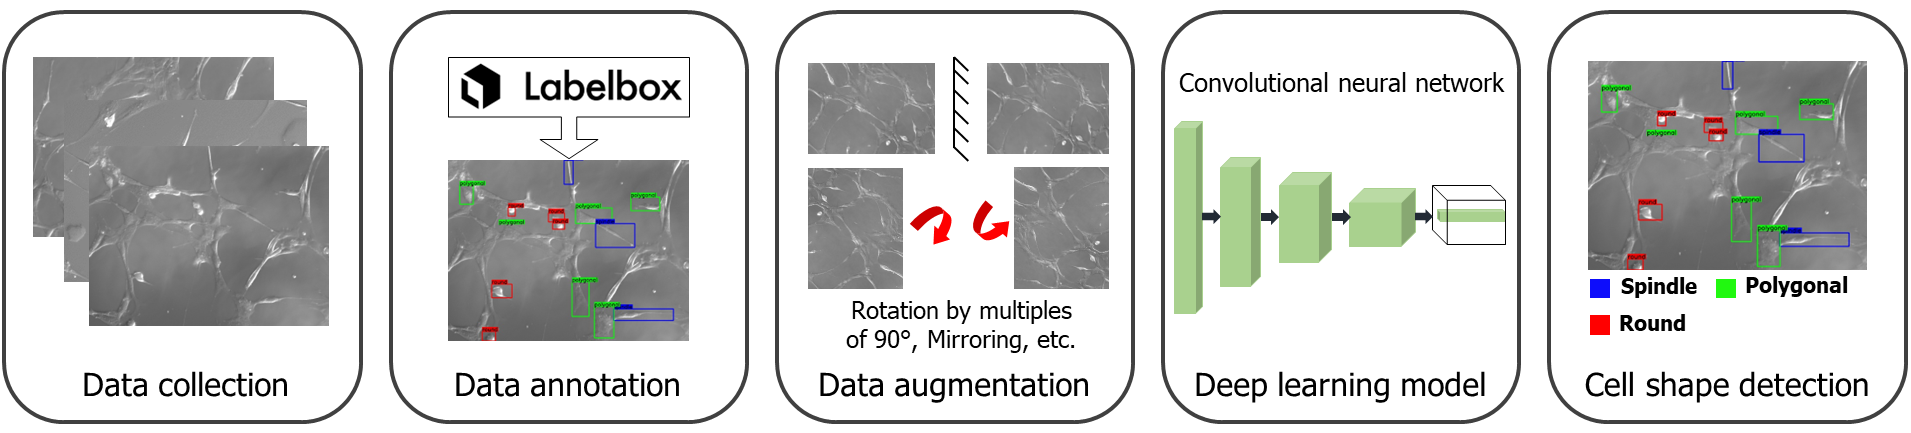 Labelbox
polygonal
polygonal
round
polygonal
round
round
polygonal
round
polygonal
polygonal
round
Data collection
Data annotation
Rotation by multiples
of 90°, Mirroring, etc.
Data augmentation
Convolutional neural network
Deep learning model
polygonal
polygonal
round
polygonal
round
round
polygonal
round
polygonal
polygonal
round
Spindle
Polygonal
Round
Cell shape detection